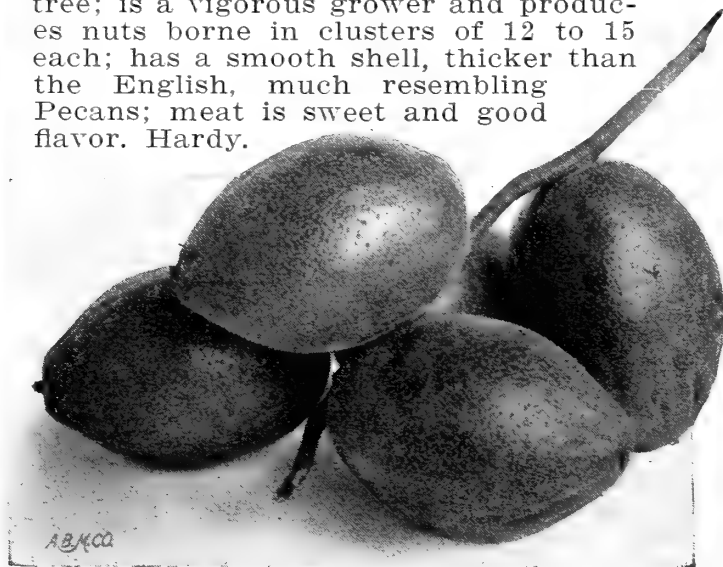 tree; is a vigorous grower and produc-
es nuts borne in clusters of 12 to 15
each; has a smooth shell, thicker than
the English, much resembling
Pecans; meat is sweet and good
flavor. Hardy.
A.B.M.CO.